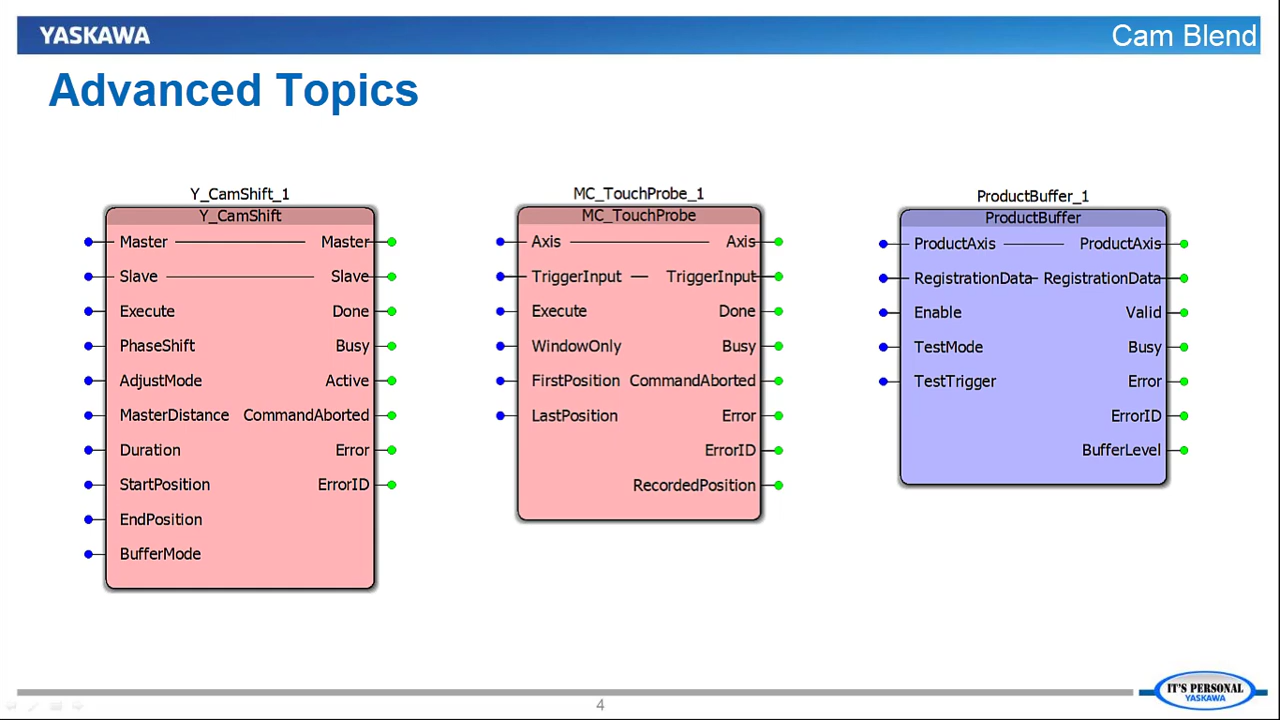 YASKAWA
Cam Blend
Advanced Topics
Y_CamShift_1
Y_CamShift
Master Master
Slave Slave
Execute Done
PhaseShift Busy
AdjustMode Active
MasterDistance CommandAborted
Duration Error
StartPosition ErrorID
EndPosition
BufferMode
MC_TouchProbe_1
MC_TouchProbe
Axis Axis
TriggerInput TriggerInput
Execute Done
WindowOnly Busy
FirstPosition CommandAborted
LastPosition Error
ErrorID
RecordedPosition
ProductBuffer_1
ProductBuffer
ProductAxis ProductAxis
RegistrationData RegistrationData
Enable Valid
TestMode Busy
TestTrigger Error
ErrorID
BufferLevel
4
IT'S PERSONAL
YASKAWA